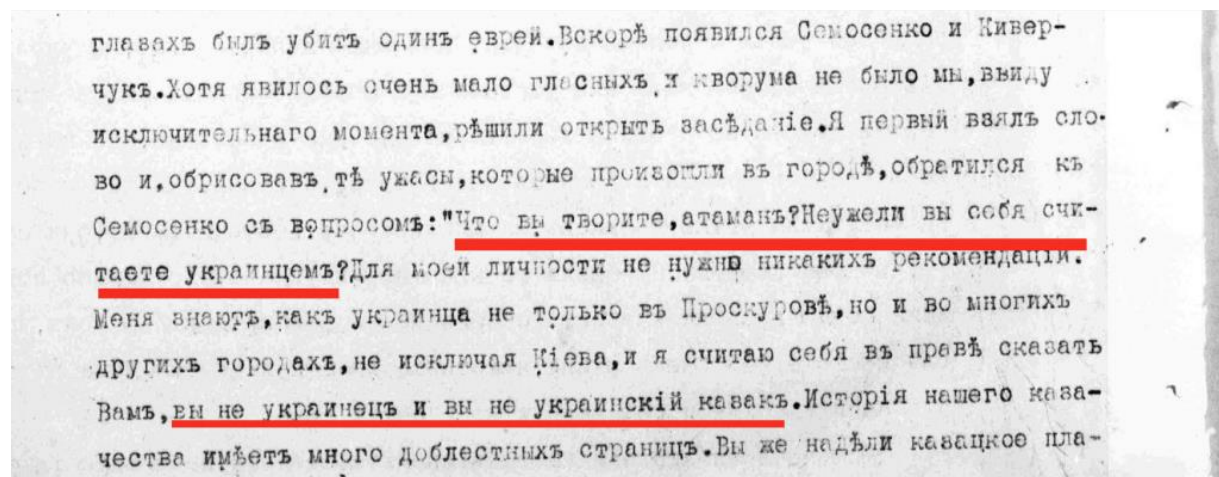 глазахъ былъ убитъ одинъ еврей.Вскорѣ появился Семосенко и Кивер-
чукъ.Хотя явилось очень мало гласныхъ и кворума не было мы,ввиду
исключительнаго момента,рѣшили открыть засѣданіе.Я первый взялъ сло-
во и,обрисовавъ тѣ ужасы,которые произошли въ городѣ,обратился къ
Семосенко съ вопросомъ:"Что вы творите,атаманъ?Неужели вы себя счи-
таете украинцемъ?Для моей личности не нужно никакихъ рекомендацій.
Меня знаютъ,какъ украинца не только въ Проскуровѣ,но и во многихъ
другихъ городахъ,не исключая Кіева,и я считаю себя въ правѣ сказать
Вамъ,вы не украинецъ и вы не украинскій казакъ.Исторія нашего каза-
чества имѣетъ много доблестныхъ страницъ.Вы же надѣли казацкое пла-